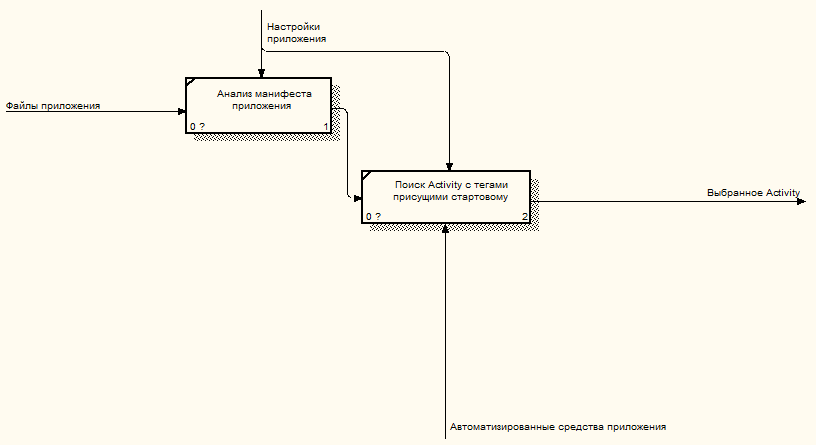 Настройки
приложения
Файлы приложения
Анализ манифеста
приложения
0 ?
1
Поиск Activity с тегами
присущими стартовому
0 ?
2
Выбранное Activity
Автоматизированные средства приложения